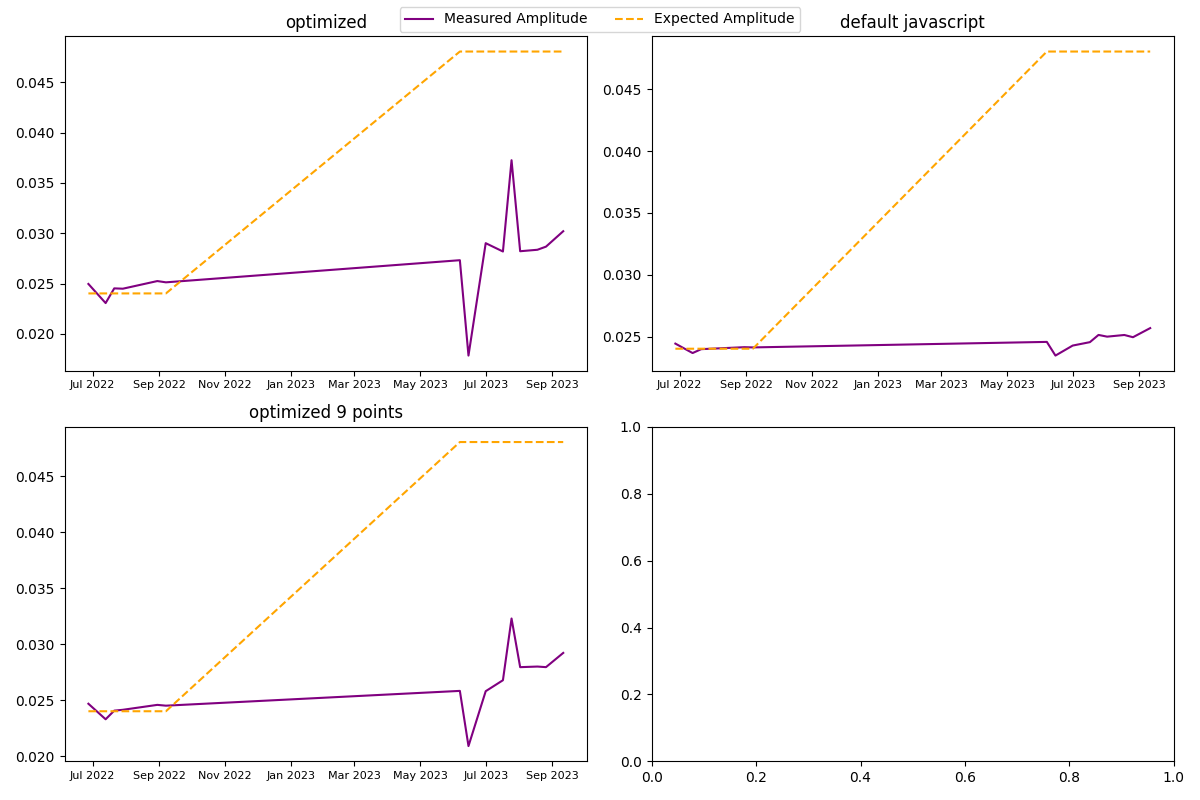 Measured Amplitude Expected Amplitude
optimized
0.045
0.040
0.035
0.030
0.025
0.020
Jul 2022 Sep 2022 Nov 2022 Jan 2023 Mar 2023 May 2023 Jul 2023 Sep 2023
default javascript
0.045
0.040
0.035
0.030
0.025
Jul 2022 Sep 2022 Nov 2022 Jan 2023 Mar 2023 May 2023 Jul 2023 Sep 2023
optimized 9 points
0.045
0.040
0.035
0.030
0.025
0.020
Jul 2022 Sep 2022 Nov 2022 Jan 2023 Mar 2023 May 2023 Jul 2023 Sep 2023
1.0
0.8
0.6
0.4
0.2
0.0
0.0 0.2 0.4 0.6 0.8 1.0